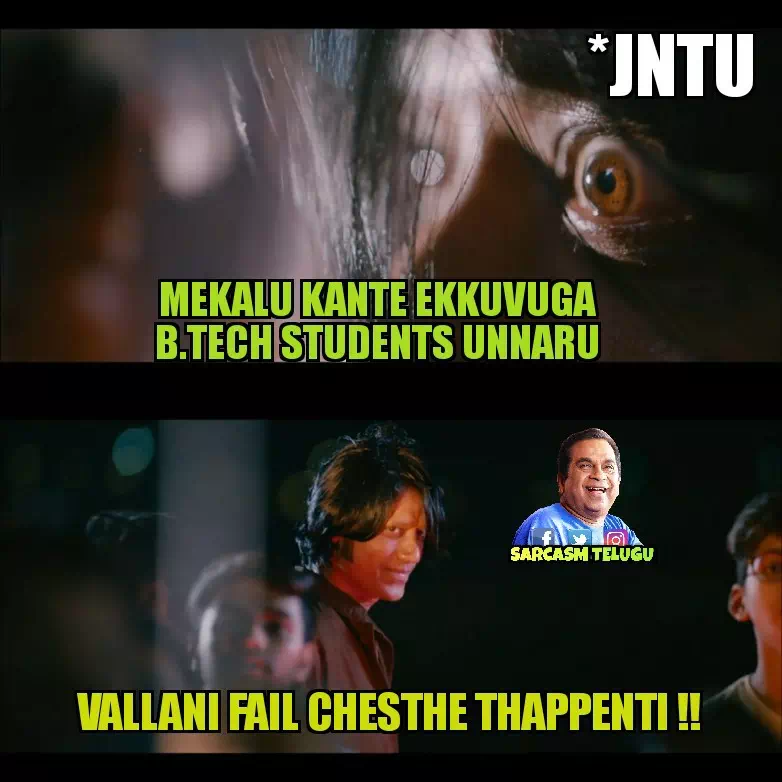 *JNTU
MEKALU KANTE EKKUVUGA
B.TECH STUDENTS UNNARU
SARCASM TELUGU
VALLANI FAIL CHESTHE THAPPENTI !!